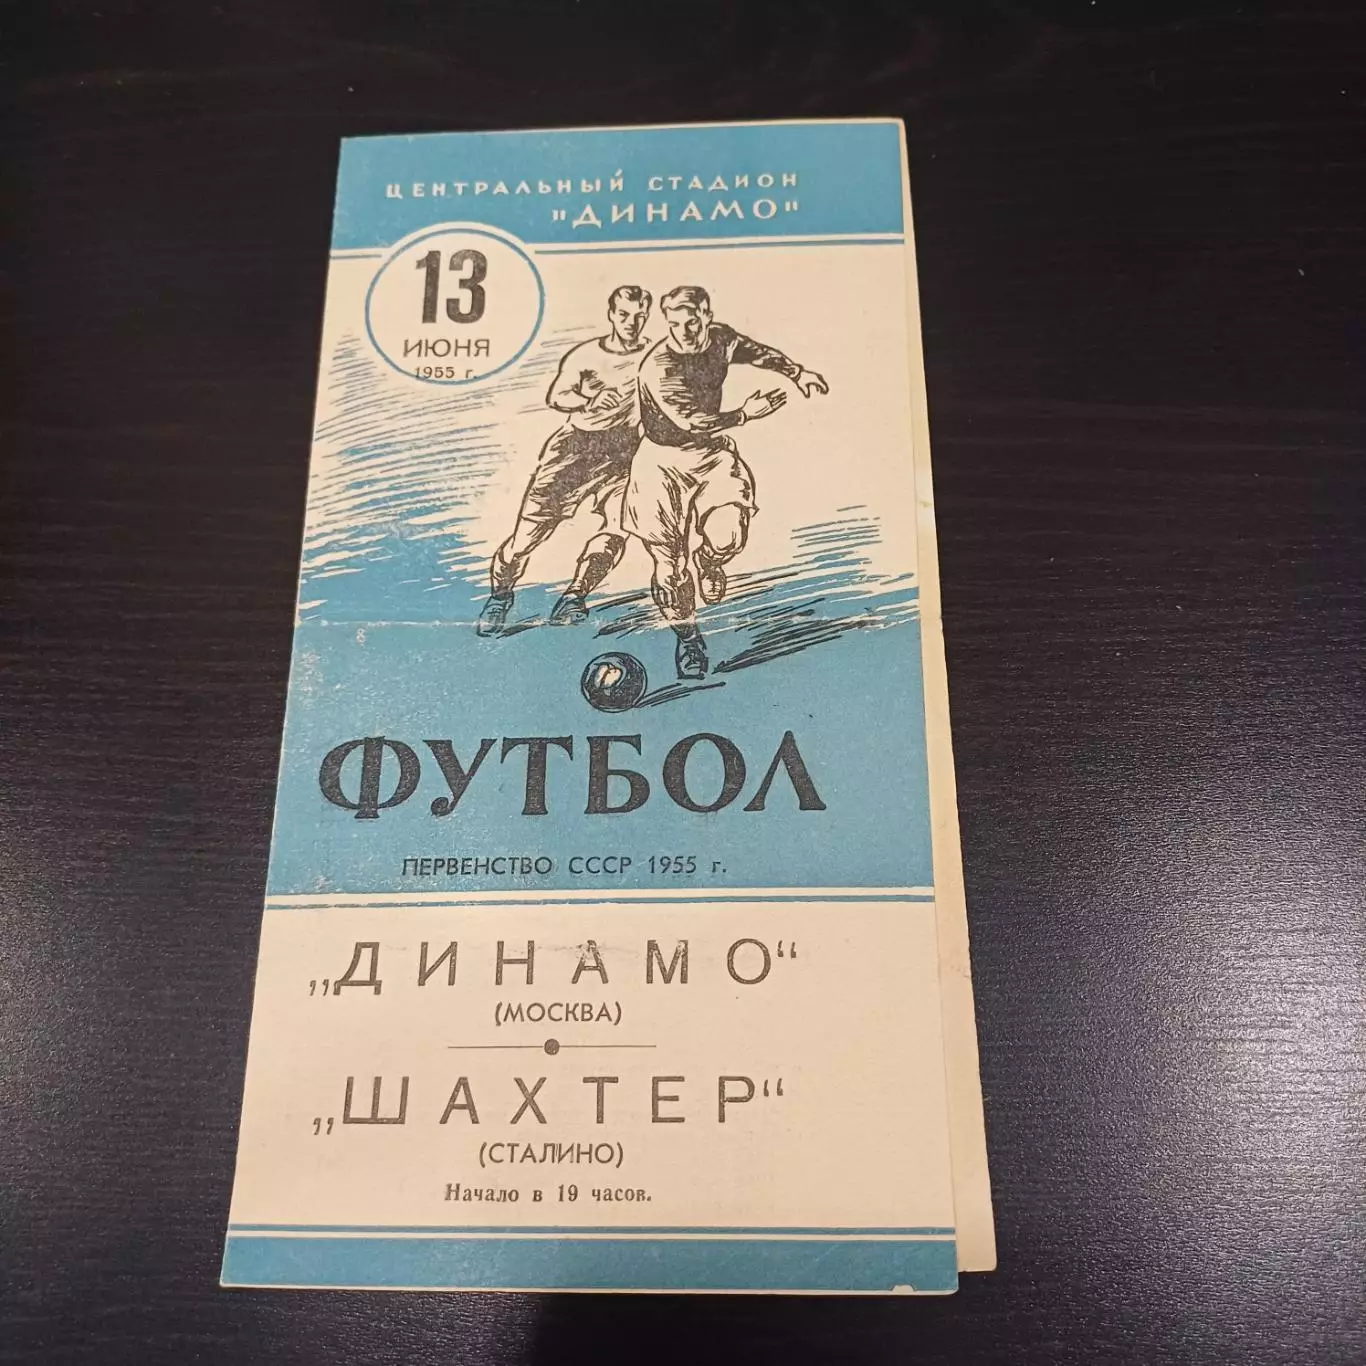 ЦЕНТРАЛЬНЫЙ СТАДИОН
"ДИНАМО"
13
ИЮНЯ
1955 г.
ФУТБОЛ
ПЕРВЕНСТВО СССР 1955 г.
„ДИНАМО“
(МОСКВА)
„ШАХТЕР“
(СТАЛИНО)
Начало в 19 часов.